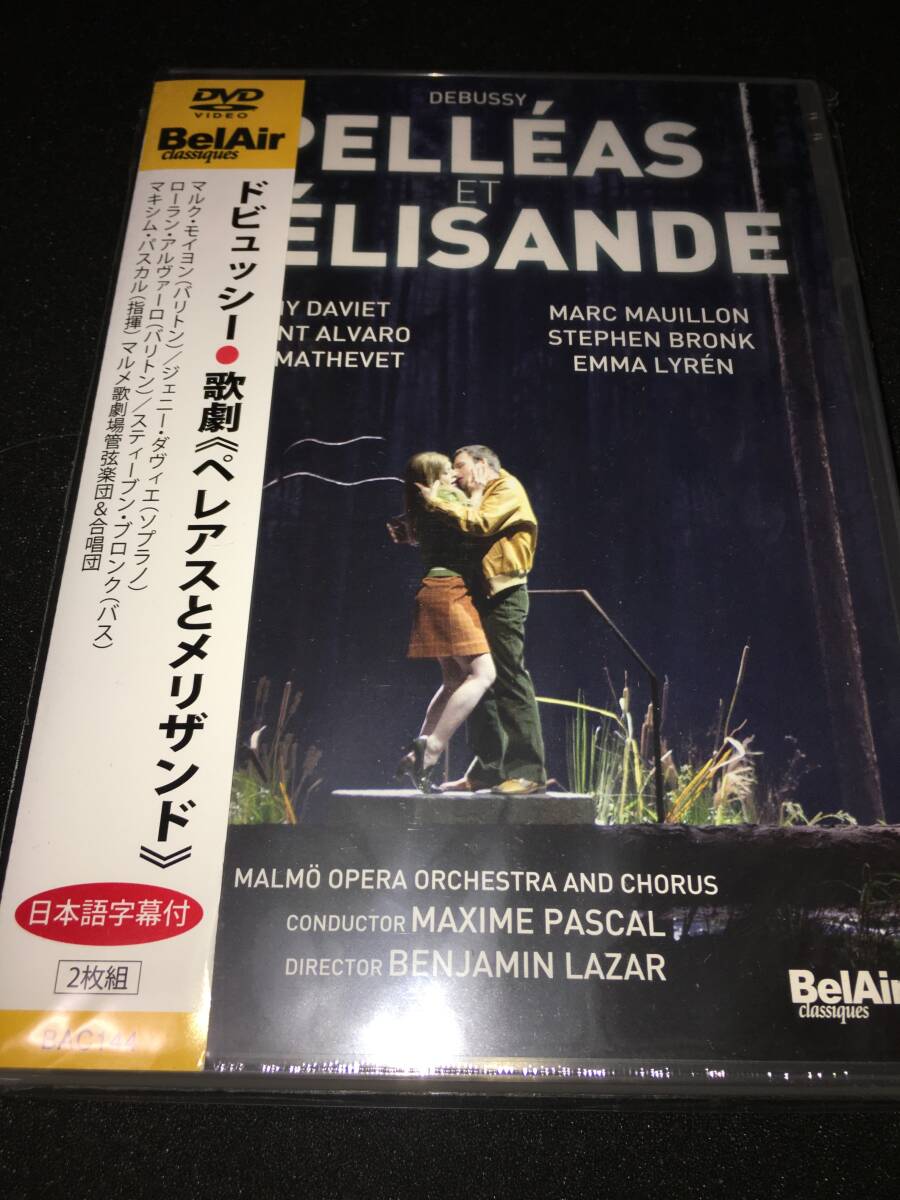 DVD
VIDEO
BelAir
classiques
ドビュッシー●歌劇《ペレアスとメリザンド》
マルク・モイヨン(バリトン)/ジェニー・ダヴィエ(ソプラノ)
ローラン・アルヴァーロ(バリトン)/スティーブン・ブロンク(バス)
マキシム・パスカル(指揮) マルメ歌劇場管弦楽団&合唱団
日本語字幕付
2枚組
BAC144
DEBUSSY
PELLÉAS
ET
ÉLISANDE
NY DAVIET
NT ALVARO
MATHEVET
MARC MAUILLON
STEPHEN BRONK
EMMA LYRÉN
MALMÖ OPERA ORCHESTRA AND CHORUS
CONDUCTOR MAXIME PASCAL
DIRECTOR BENJAMIN LAZAR
BelAir
classiques